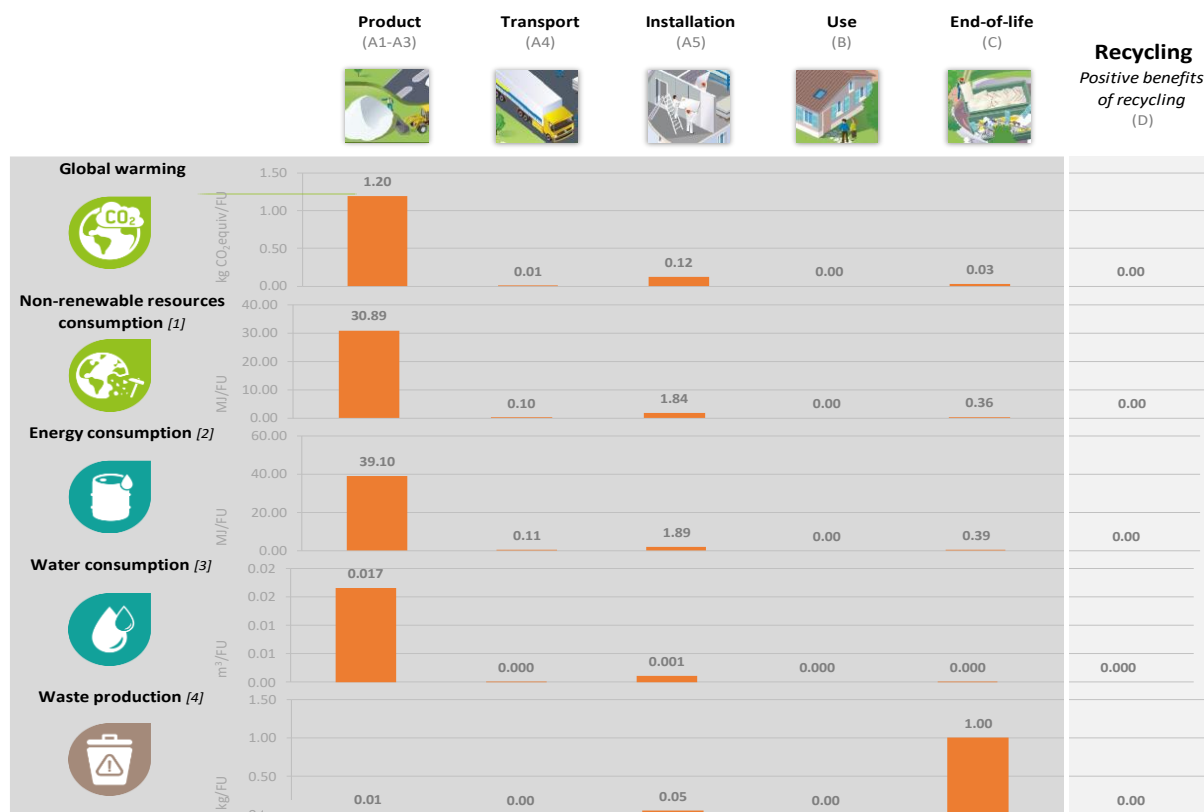 Product
(A1-A3)
Transport
(A4)
Installation
(A5)
Use
(B)
End-of-life
(C)
Recycling
Positive benefits
of recycling
(D)
Global warming
CO₂
kg CO₂equiv/FU
1.50
1.00
0.50
0.00
1.20
0.01
0.12
0.00
0.03
0.00
Non-renewable resources
consumption [1]
MJ/FU
40.00
30.00
20.00
10.00
0.00
30.89
0.10
1.84
0.00
0.36
0.00
Energy consumption [2]
MJ/FU
60.00
40.00
20.00
0.00
39.10
0.11
1.89
0.00
0.39
0.00
Water consumption [3]
m³/FU
0.02
0.02
0.01
0.01
0.00
0.017
0.000
0.001
0.000
0.000
0.000
Waste production [4]
kg/FU
1.50
1.00
0.50
0.01
0.00
0.05
0.00
1.00
0.00